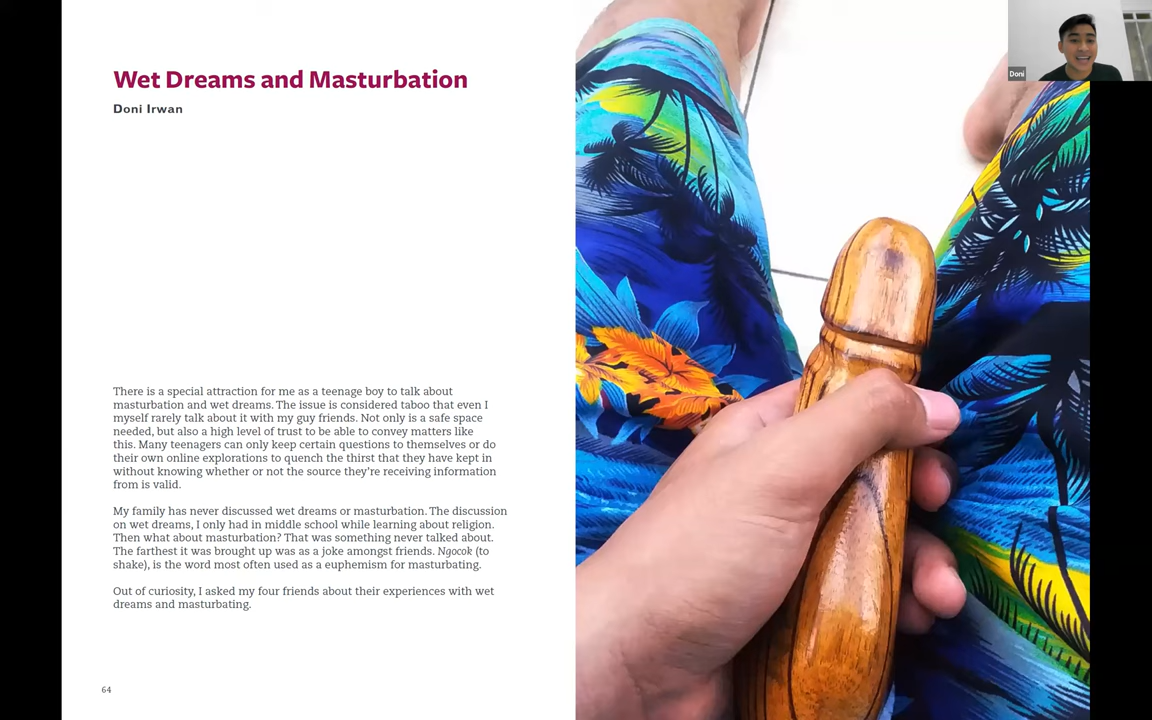 Wet Dreams and Masturbation
Doni Irwan
Doni
There is a special attraction for me as a teenage boy to talk about
masturbation and wet dreams. The issue is considered taboo that even I
myself rarely talk about it with my guy friends. Not only is a safe space
needed, but also a high level of trust to be able to convey matters like
this. Many teenagers can only keep certain questions to themselves or do
their own online explorations to quench the thirst that they have kept in
without knowing whether or not the source they're receiving information
from is valid.
My family has never discussed wet dreams or masturbation. The discussion
on wet dreams, I only had in middle school while learning about religion.
Then what about masturbation? That was something never talked about.
The farthest it was brought up was as a joke amongst friends. Ngocok (to
shake), is the word most often used as a euphemism for masturbating.
Out of curiosity, I asked my four friends about their experiences with wet
dreams and masturbating.
64